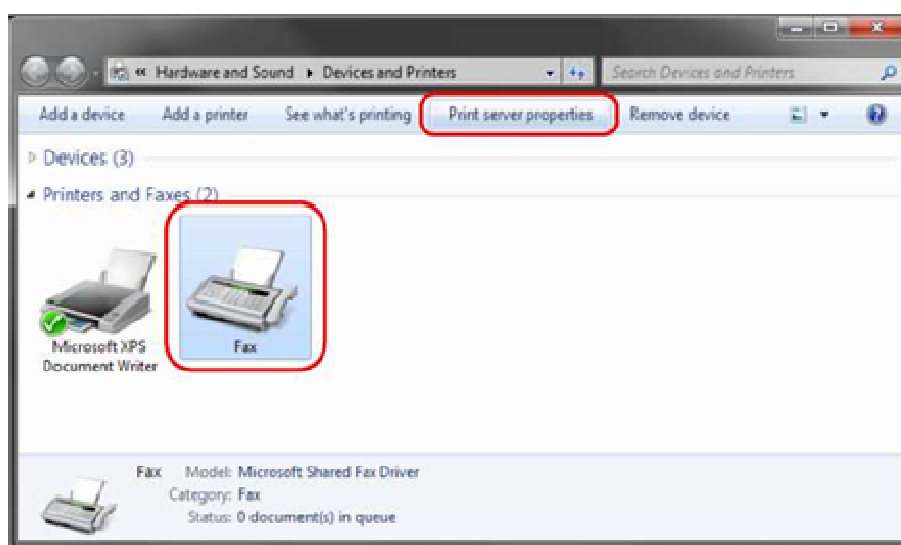 « Hardware and Sound ▸ Devices and Printers Search Devices and Printers
Add a device Add a printer See what's printing Print server properties Remove device
Devices (3)
Printers and Faxes (2)
Microsoft XPS
Document Writer
Fax
Fax Model: Microsoft Shared Fax Driver
Category: Fax
Status: 0 document(s) in queue